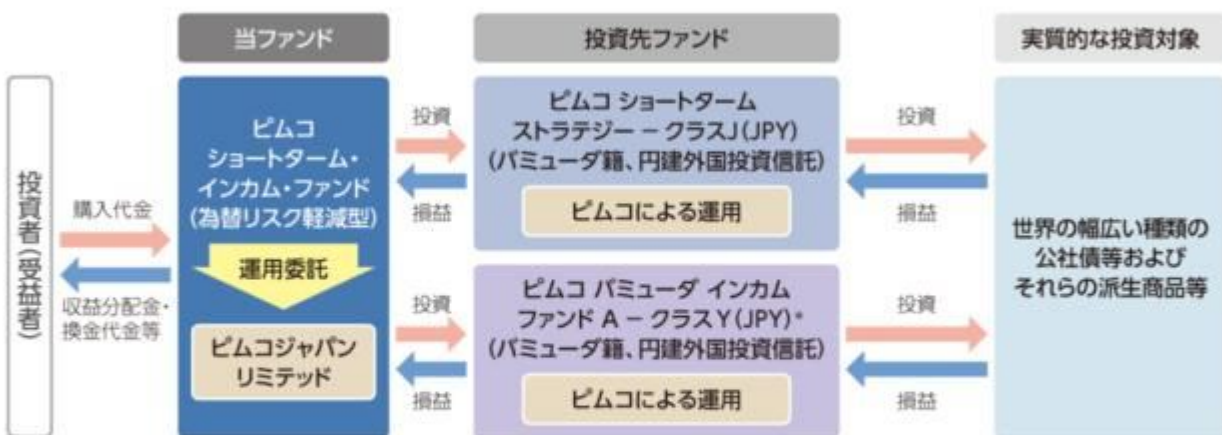 当ファンド
投資先ファンド
実質的な投資対象
投資者(受益者)
購入代金
収益分配金・
換金代金等
ピムコ
ショートターム・
インカム・ファンド
(為替リスク軽減型)
運用委託
ピムコジャパン
リミテッド
投資
損益
投資
損益
ピムコ ショートターム
ストラテジー − クラスJ(JPY)
(バミューダ籍、円建外国投資信託)
ピムコによる運用
ピムコ バミューダ インカム
ファンド A − クラス Y(JPY)*
(バミューダ籍、円建外国投資信託)
ピムコによる運用
投資
損益
投資
損益
世界の幅広い種類の
公社債等および
それらの派生商品等